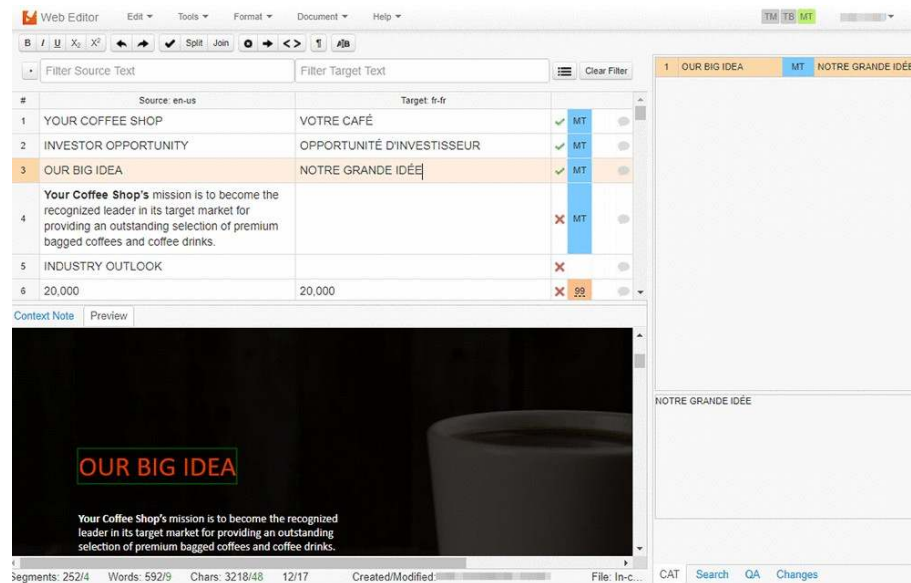 Web Editor Edit Tools Format Document Help TM TB MT
B I U X₂ X² Split Join < > ¶ A|B
Filter Source Text Filter Target Text Clear Filter
# Source: en-us Target: fr-fr
1 YOUR COFFEE SHOP VOTRE CAFÉ MT
2 INVESTOR OPPORTUNITY OPPORTUNITÉ D'INVESTISSEUR MT
3 OUR BIG IDEA NOTRE GRANDE IDÉE MT
4 Your Coffee Shop's mission is to become the
recognized leader in its target market for
providing an outstanding selection of premium
bagged coffees and coffee drinks.
MT
5 INDUSTRY OUTLOOK
6 20,000 20,000 99
Context Note Preview
OUR BIG IDEA
Your Coffee Shop's mission is to become the recognized
leader in its target market for providing an outstanding
selection of premium bagged coffees and coffee drinks.
Segments: 252/4 Words: 592/9 Chars: 3218/48 12/17 Created/Modified: File: In-c...
1 OUR BIG IDEA MT NOTRE GRANDE IDÉE
NOTRE GRANDE IDÉE
CAT Search QA Changes